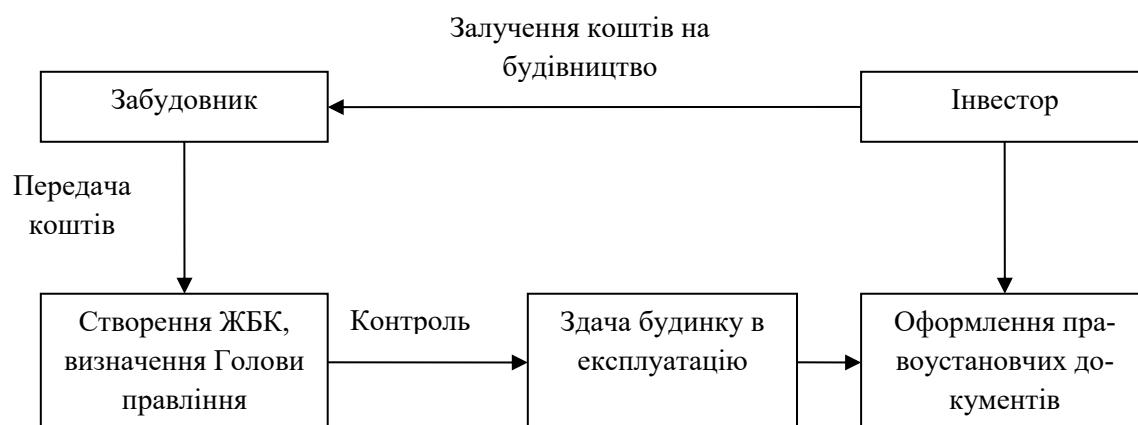 Залучення коштів на
будівництво
Забудовник
Інвестор
Передача
коштів
Створення ЖБК,
визначення Голови
правління
Контроль
Здача будинку в
експлуатацію
Оформлення пра-
воустановчих до-
кументів